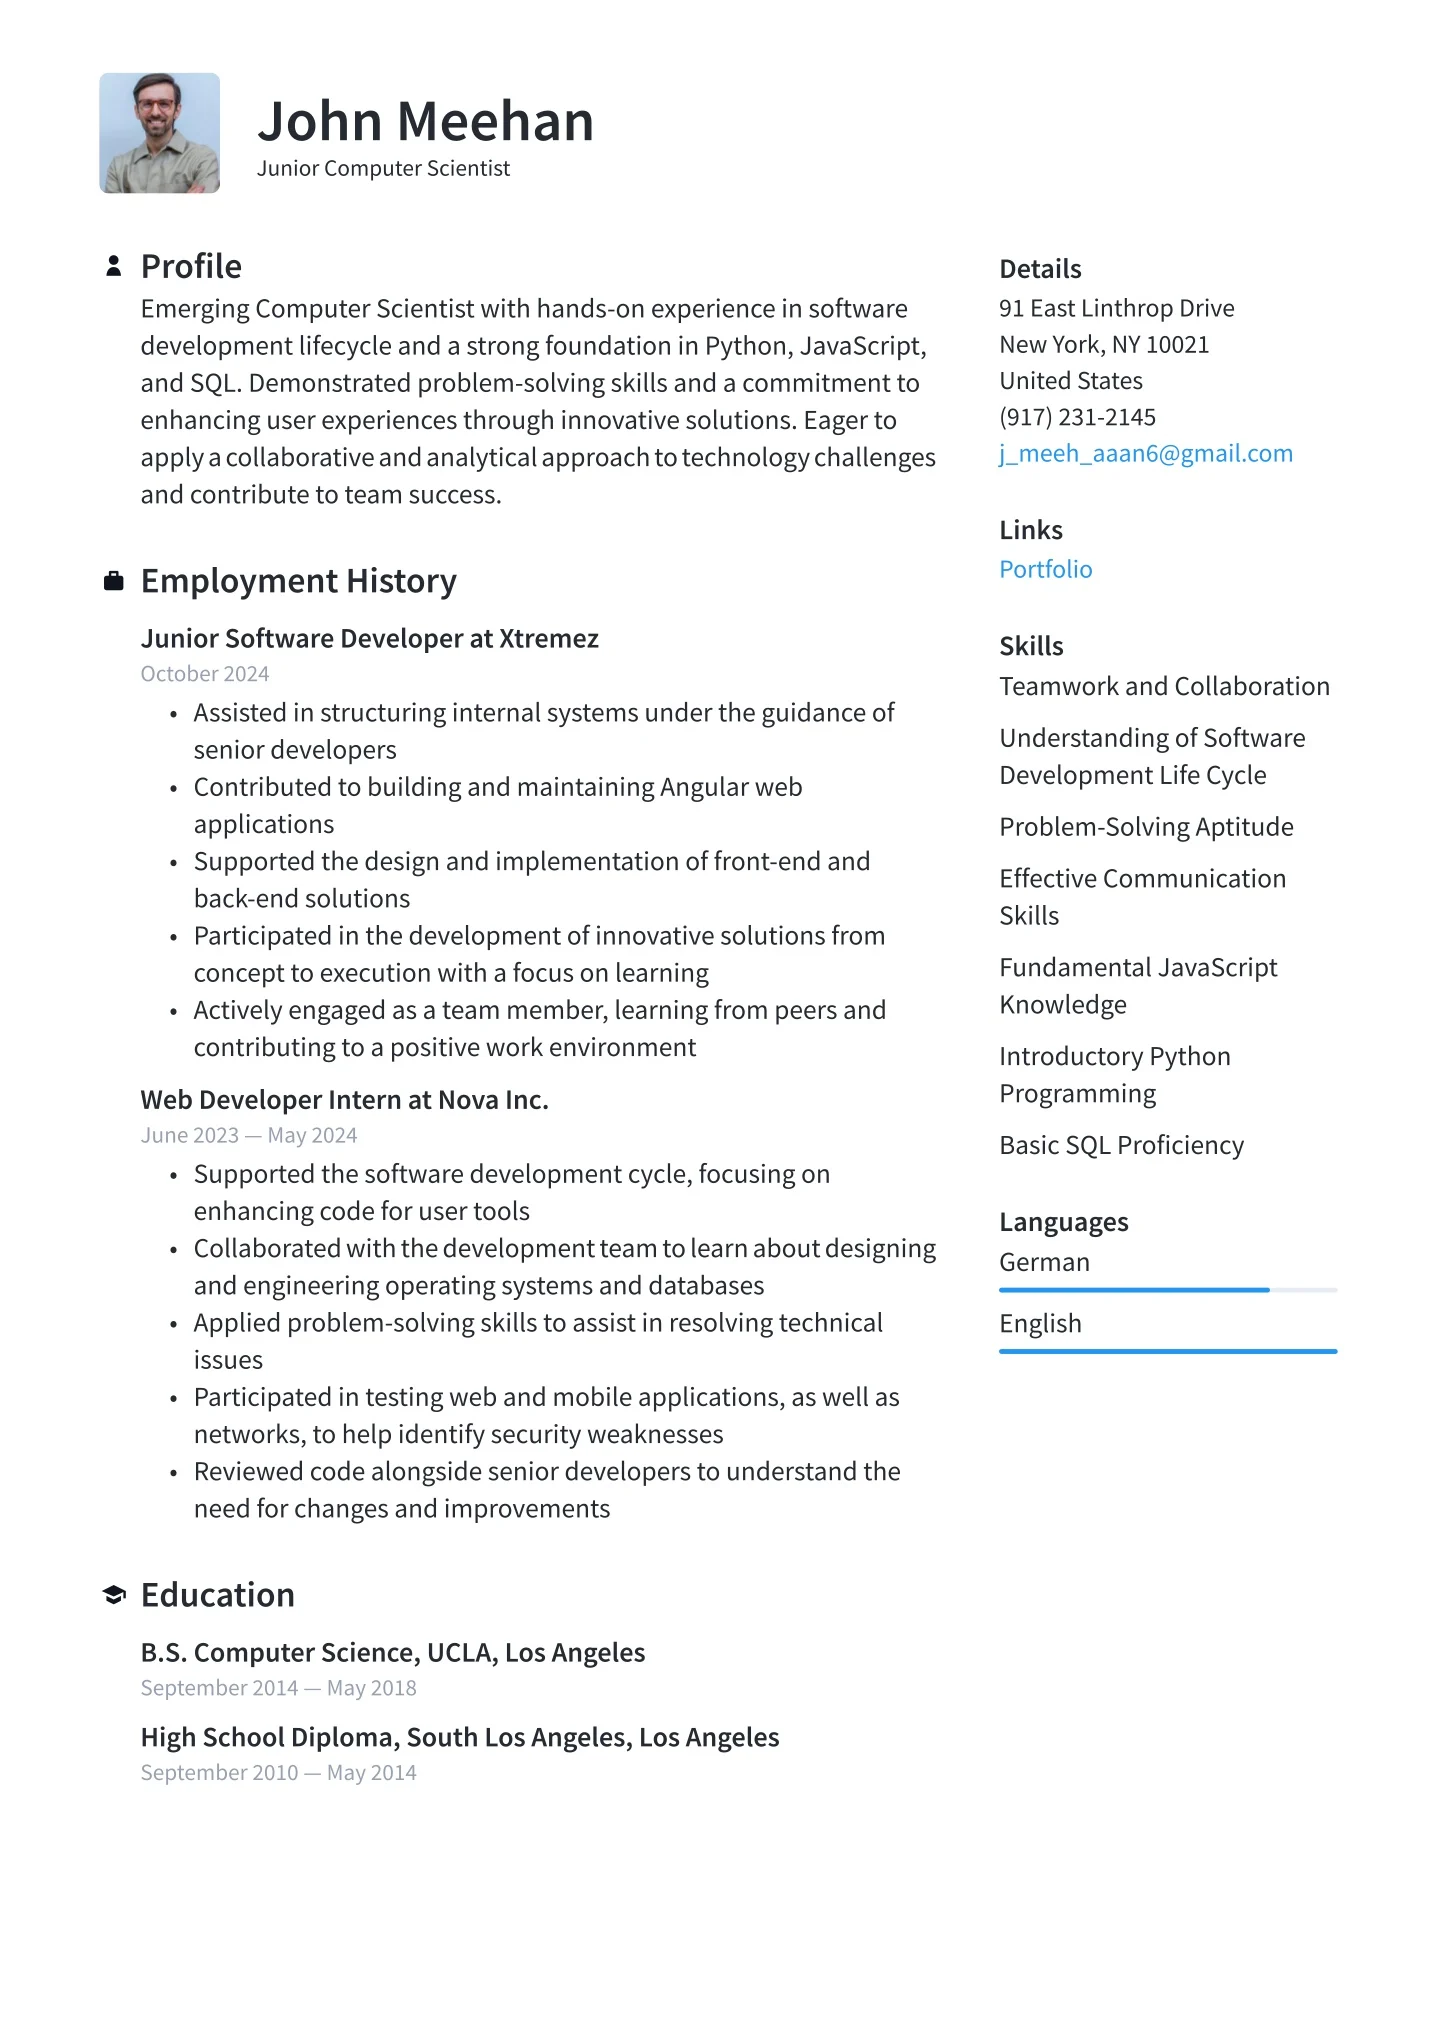 John Meehan
Junior Computer Scientist
Profile
Emerging Computer Scientist with hands-on experience in software
development lifecycle and a strong foundation in Python, JavaScript,
and SQL. Demonstrated problem-solving skills and a commitment to
enhancing user experiences through innovative solutions. Eager to
apply a collaborative and analytical approach to technology challenges
and contribute to team success.
Employment History
Junior Software Developer at Xtremez
October 2024
• Assisted in structuring internal systems under the guidance of
senior developers
• Contributed to building and maintaining Angular web
applications
• Supported the design and implementation of front-end and
back-end solutions
• Participated in the development of innovative solutions from
concept to execution with a focus on learning
• Actively engaged as a team member, learning from peers and
contributing to a positive work environment
Web Developer Intern at Nova Inc.
June 2023 — May 2024
• Supported the software development cycle, focusing on
enhancing code for user tools
• Collaborated with the development team to learn about designing
and engineering operating systems and databases
• Applied problem-solving skills to assist in resolving technical
issues
• Participated in testing web and mobile applications, as well as
networks, to help identify security weaknesses
• Reviewed code alongside senior developers to understand the
need for changes and improvements
Education
B.S. Computer Science, UCLA, Los Angeles
September 2014 — May 2018
High School Diploma, South Los Angeles, Los Angeles
September 2010 — May 2014
Details
91 East Linthrop Drive
New York, NY 10021
United States
(917) 231-2145
j_meeh_aaan6@gmail.com
Links
Portfolio
Skills
Teamwork and Collaboration
Understanding of Software
Development Life Cycle
Problem-Solving Aptitude
Effective Communication
Skills
Fundamental JavaScript
Knowledge
Introductory Python
Programming
Basic SQL Proficiency
Languages
German
English